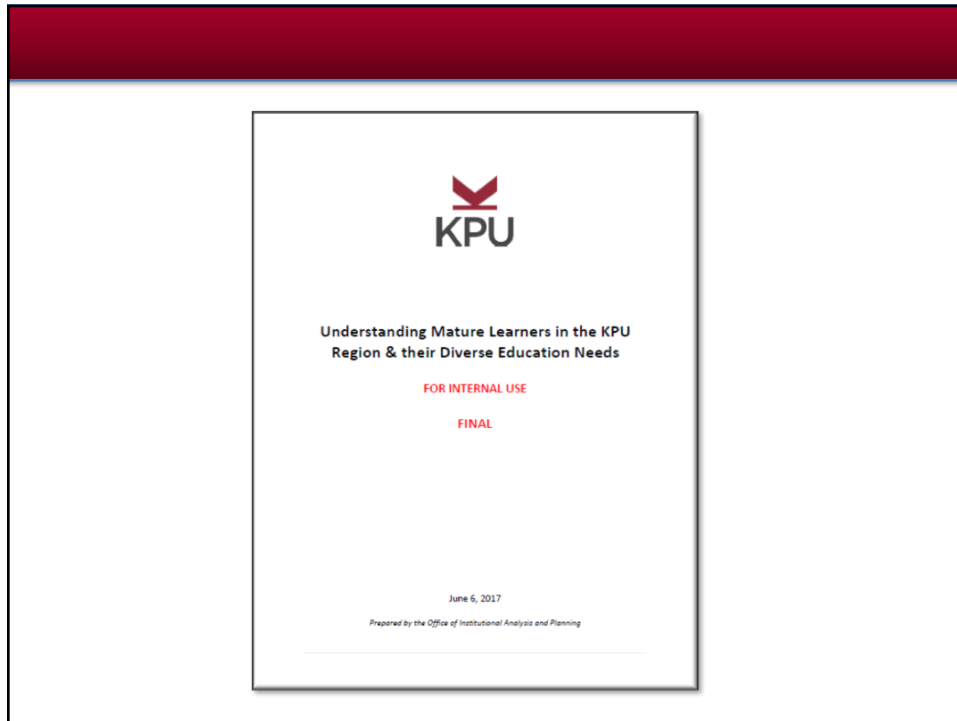 KPU
Understanding Mature Learners in the KPU
Region & their Diverse Education Needs
FOR INTERNAL USE
FINAL
June 6, 2017
Prepared by the Office of Institutional Analysis and Planning